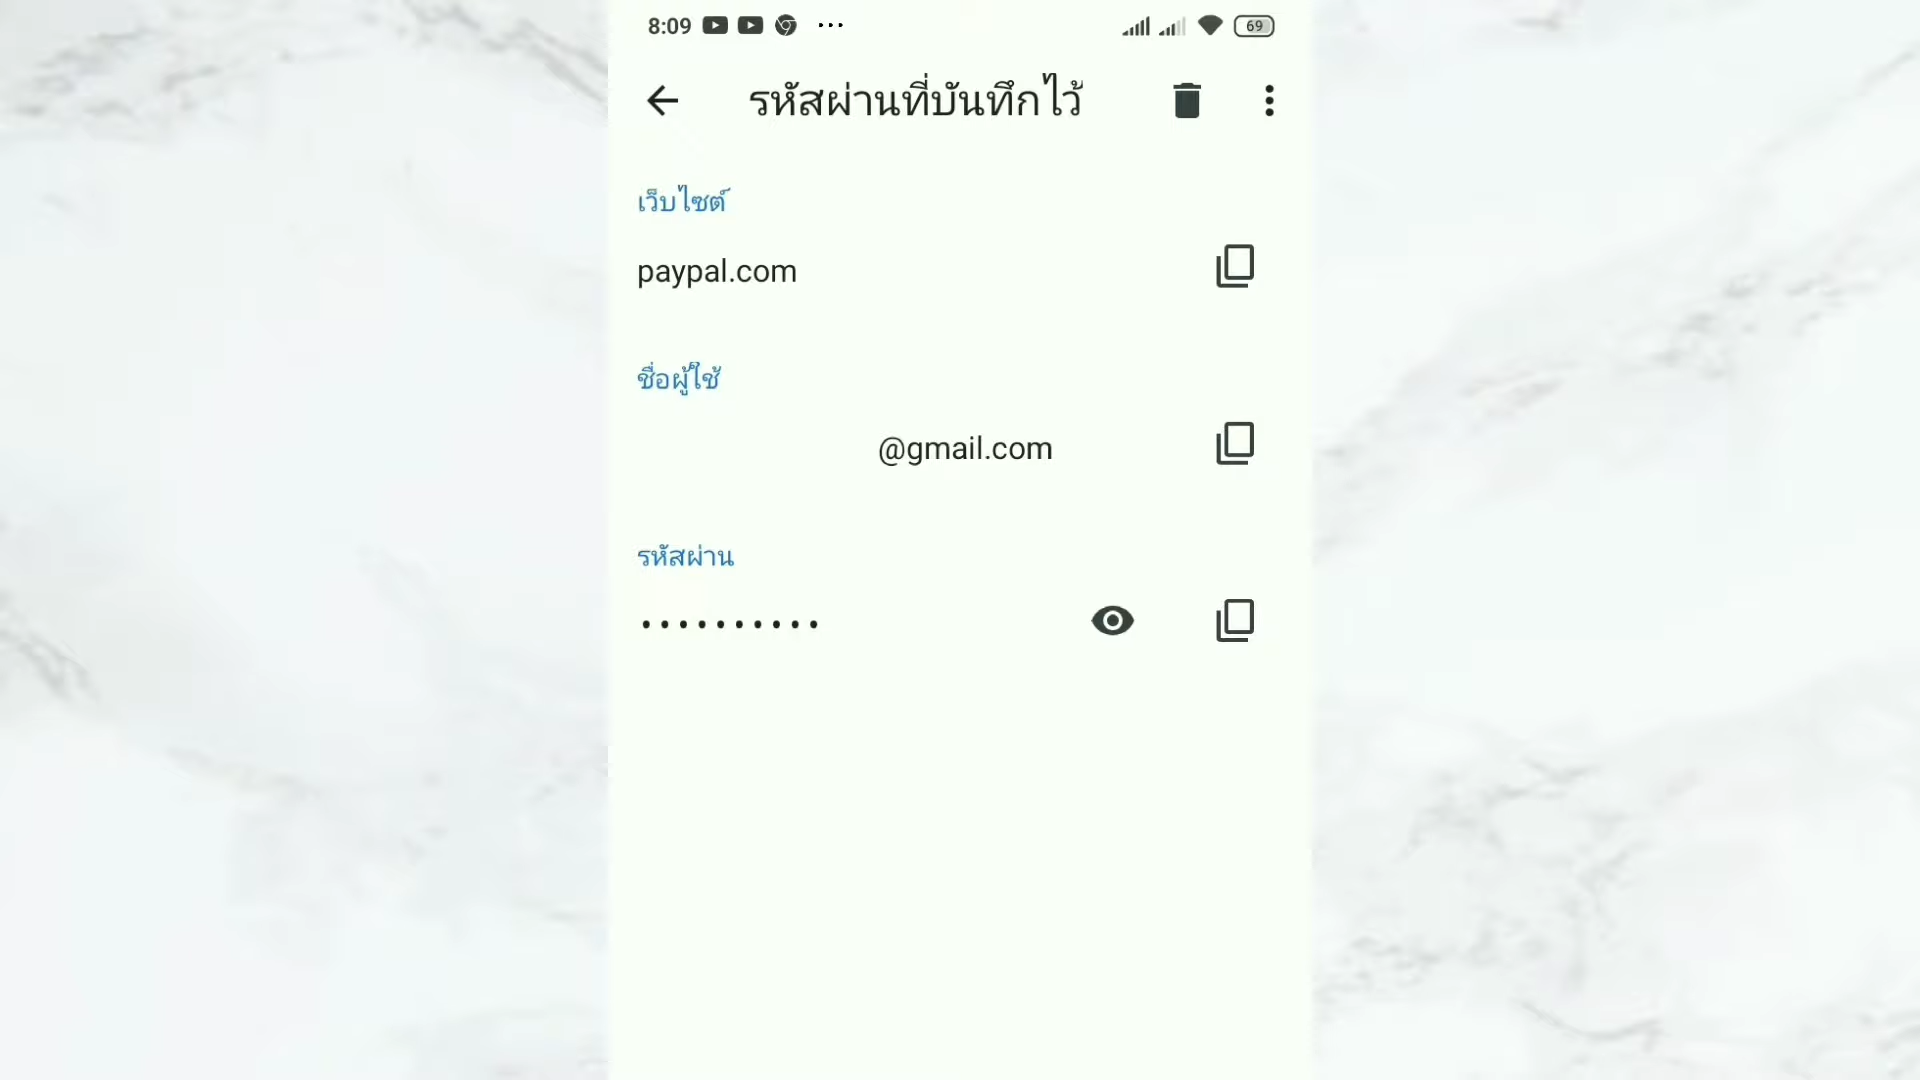 8:09 ... 69
รหัสผ่านที่บันทึกไว้
เว็บไซต์
paypal.com
ชื่อผู้ใช้
@gmail.com
รหัสผ่าน
••••••••••